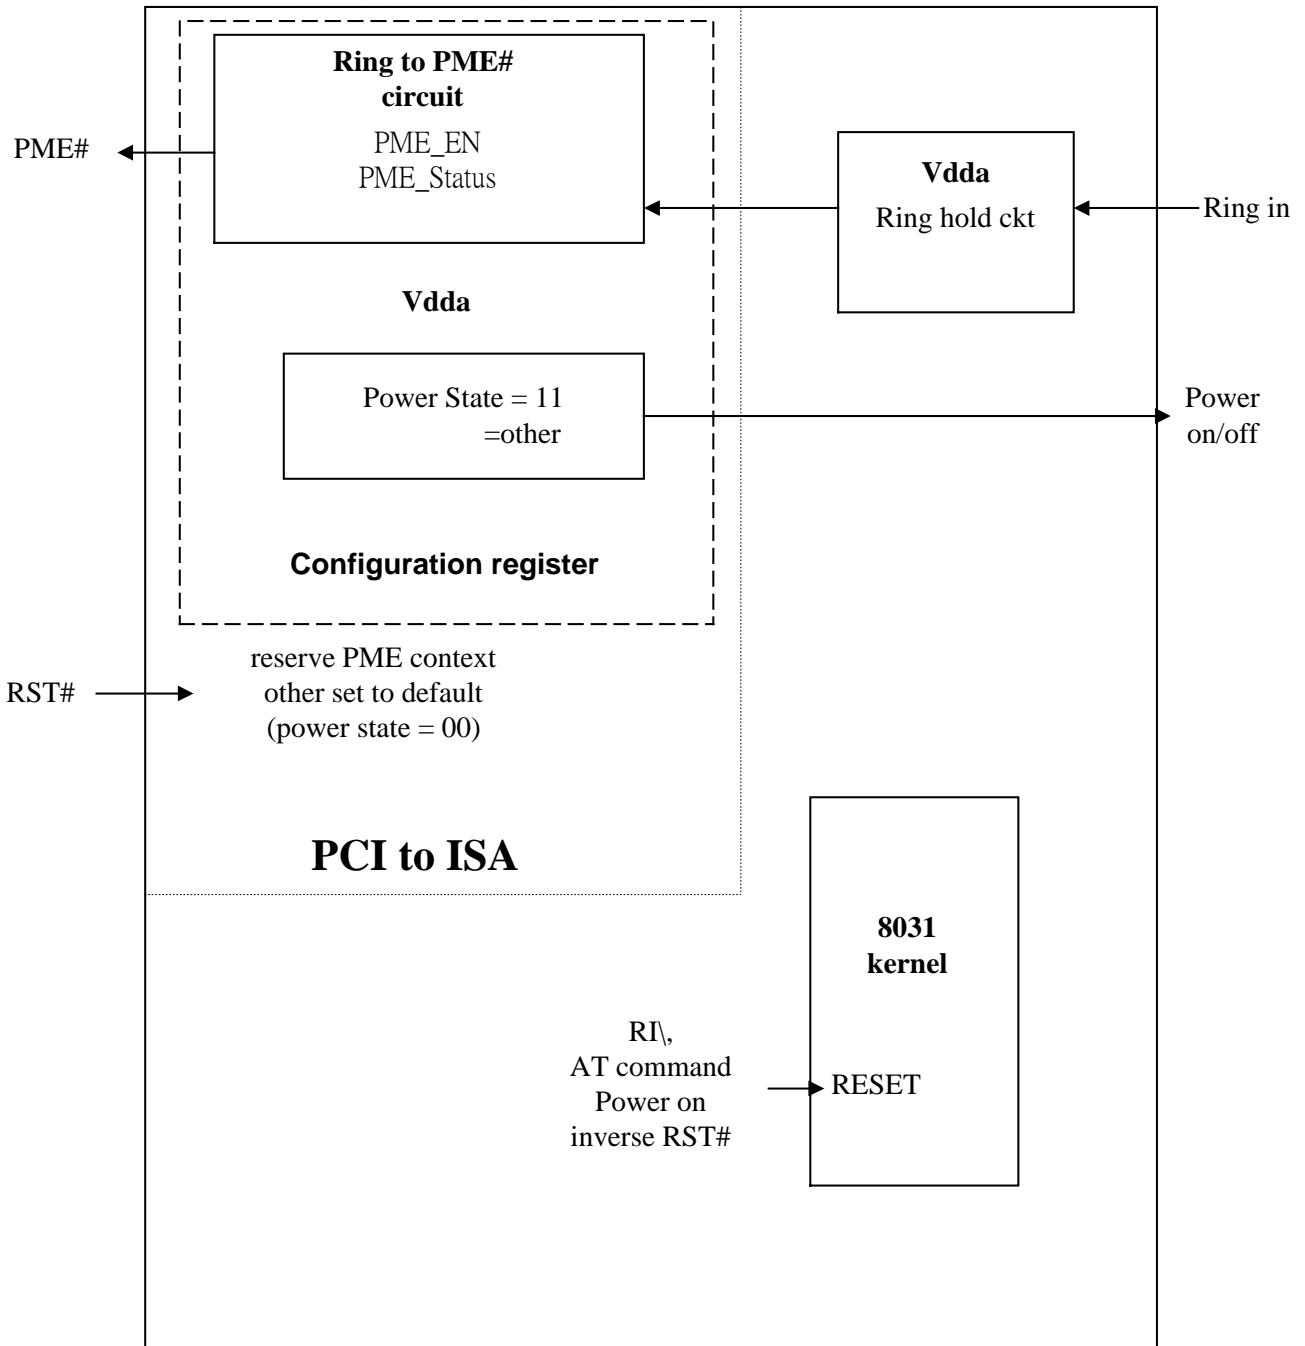 Ring to PME#
circuit
PME_EN
PME_Status
PME#
Vdda
Ring hold ckt
Ring in
Vdda
Power State = 11
=other
Power
on/off
Configuration register
reserve PME context
other set to default
(power state = 00)
RST#
PCI to ISA
8031
kernel
RI\,
AT command
Power on
inverse RST#
RESET